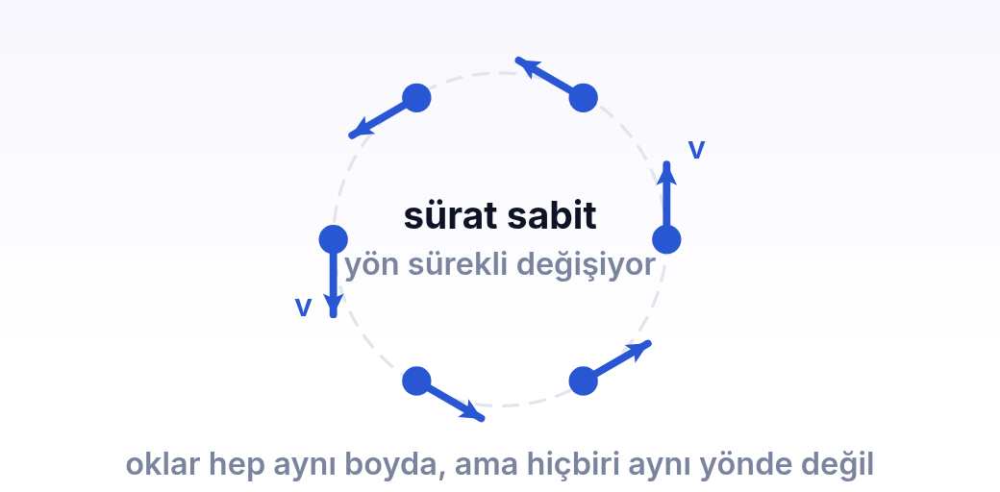 v
sürat sabit
yön sürekli değişiyor
v
oklar hep aynı boyda, ama hiçbiri aynı yönde değil